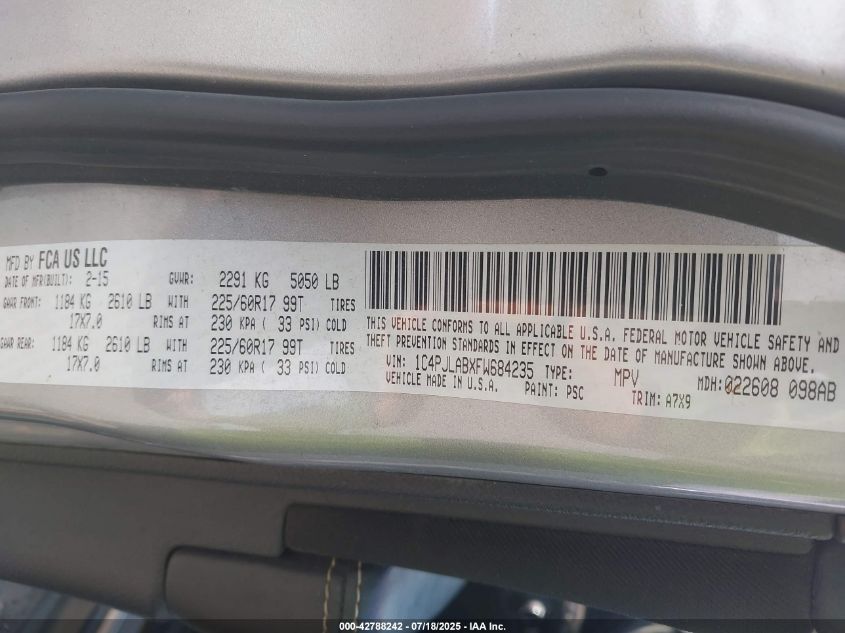 MFD BY FCA US LLC
DATE OF MFR(BUILT): 2-15 GVWR: 2291 KG 5050 LB
GAWR FRONT: 1184 KG 2610 LB WITH 225/60R17 99T TIRES
17X7.0 RIMS AT 230 KPA ( 33 PSI) COLD
GAWR REAR: 1184 KG 2610 LB WITH 225/60R17 99T TIRES
17X7.0 RIMS AT 230 KPA ( 33 PSI) COLD
THIS VEHICLE CONFORMS TO ALL APPLICABLE U.S.A. FEDERAL MOTOR VEHICLE SAFETY AND
THEFT PREVENTION STANDARDS IN EFFECT ON THE DATE OF MANUFACTURE SHOWN ABOVE.
VIN: 1C4PJLABXFW684235 TYPE: MPV MDH: 022608 098AB
VEHICLE MADE IN U.S.A. PAINT: PSC TRIM: A7X9
000-42788242 - 07/18/2025 - IAA Inc.